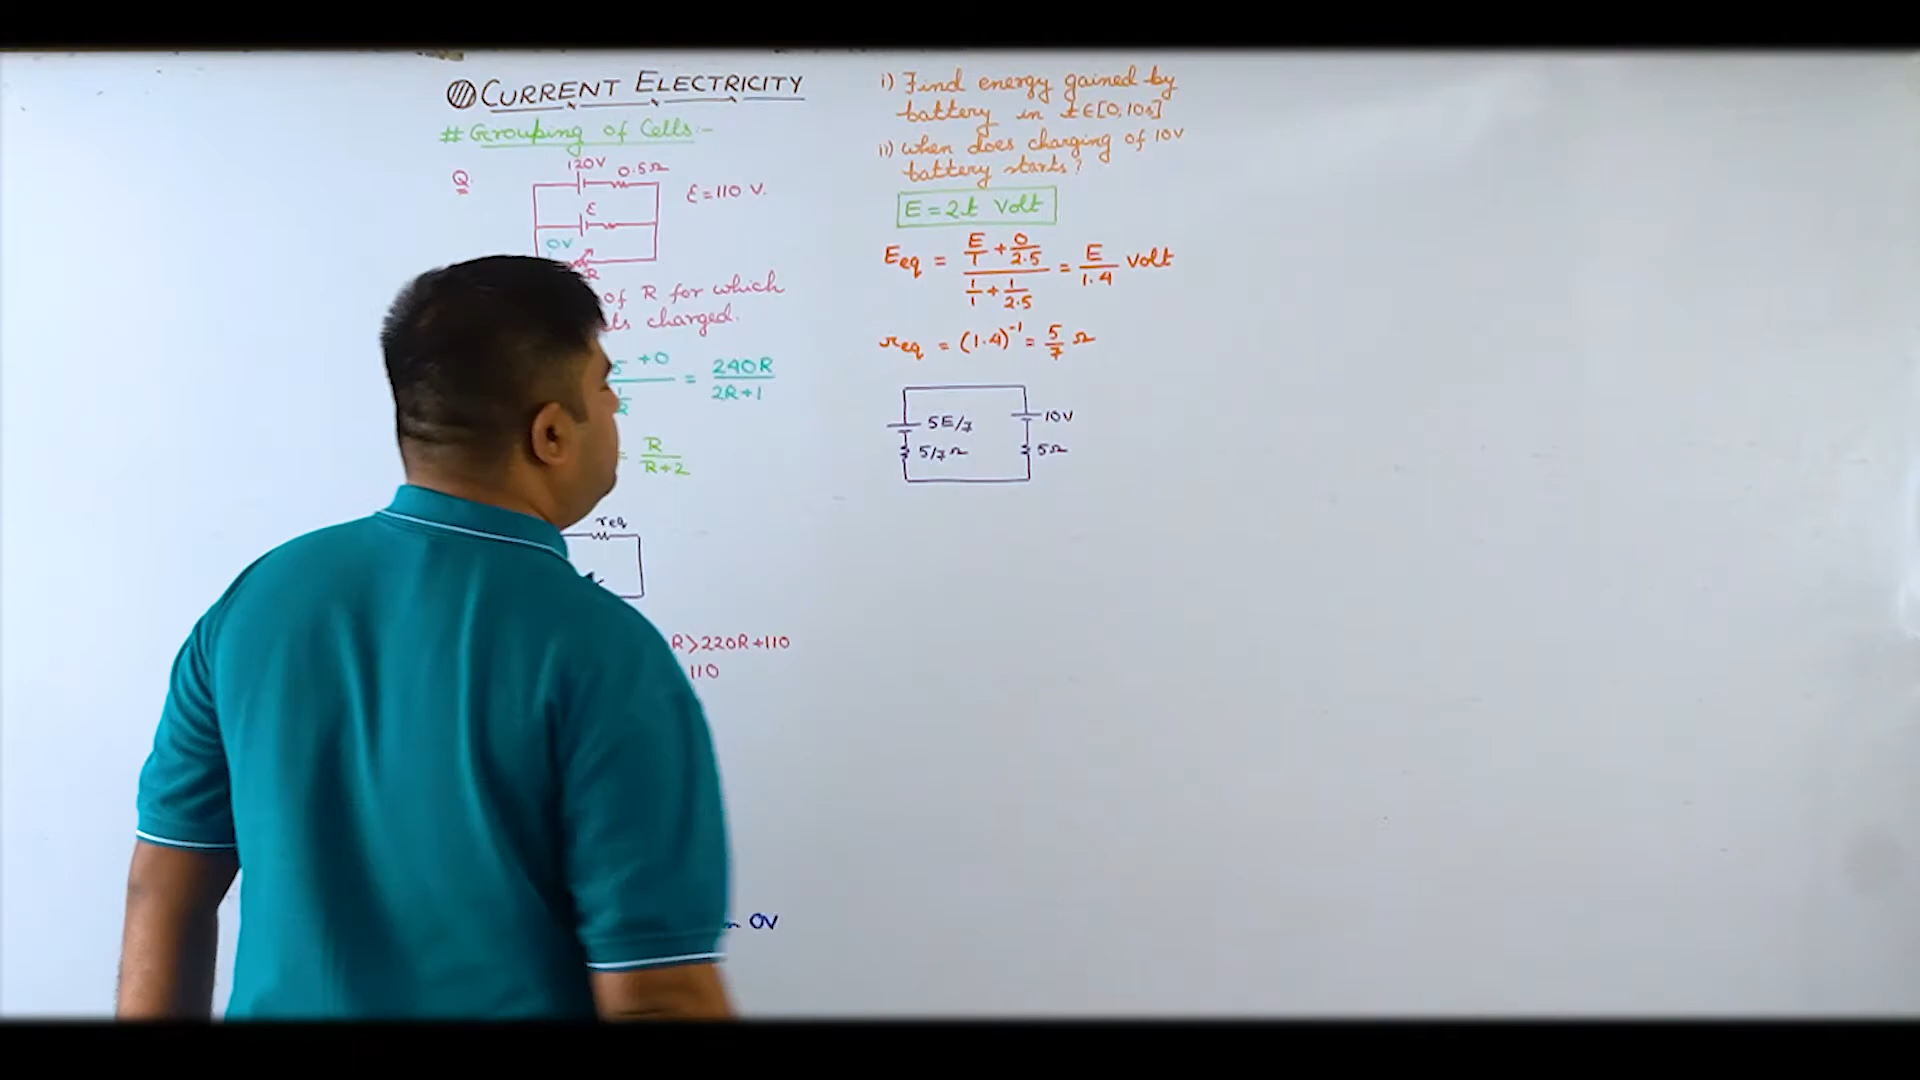 CURRENT ELECTRICITY
# Grouping of Cells:-
Q.
120V
0.5Ω
ε
ε=110 V.
0V
R
of R for which
ts charged.
+0
= 240R / 2R+1
= R / R+2
req
R>220R+110
110
0V
i) Find energy gained by
battery in t∈[0,10s]
ii) When does charging of 10V
battery starts?
E = 2t Volt
Eeq = (E/1 + 0/2.5) / (1/1 + 1/2.5) = E/1.4 Volt
req = (1.4)⁻¹ = 5/7 Ω
5E/7
10V
5/7Ω
5Ω